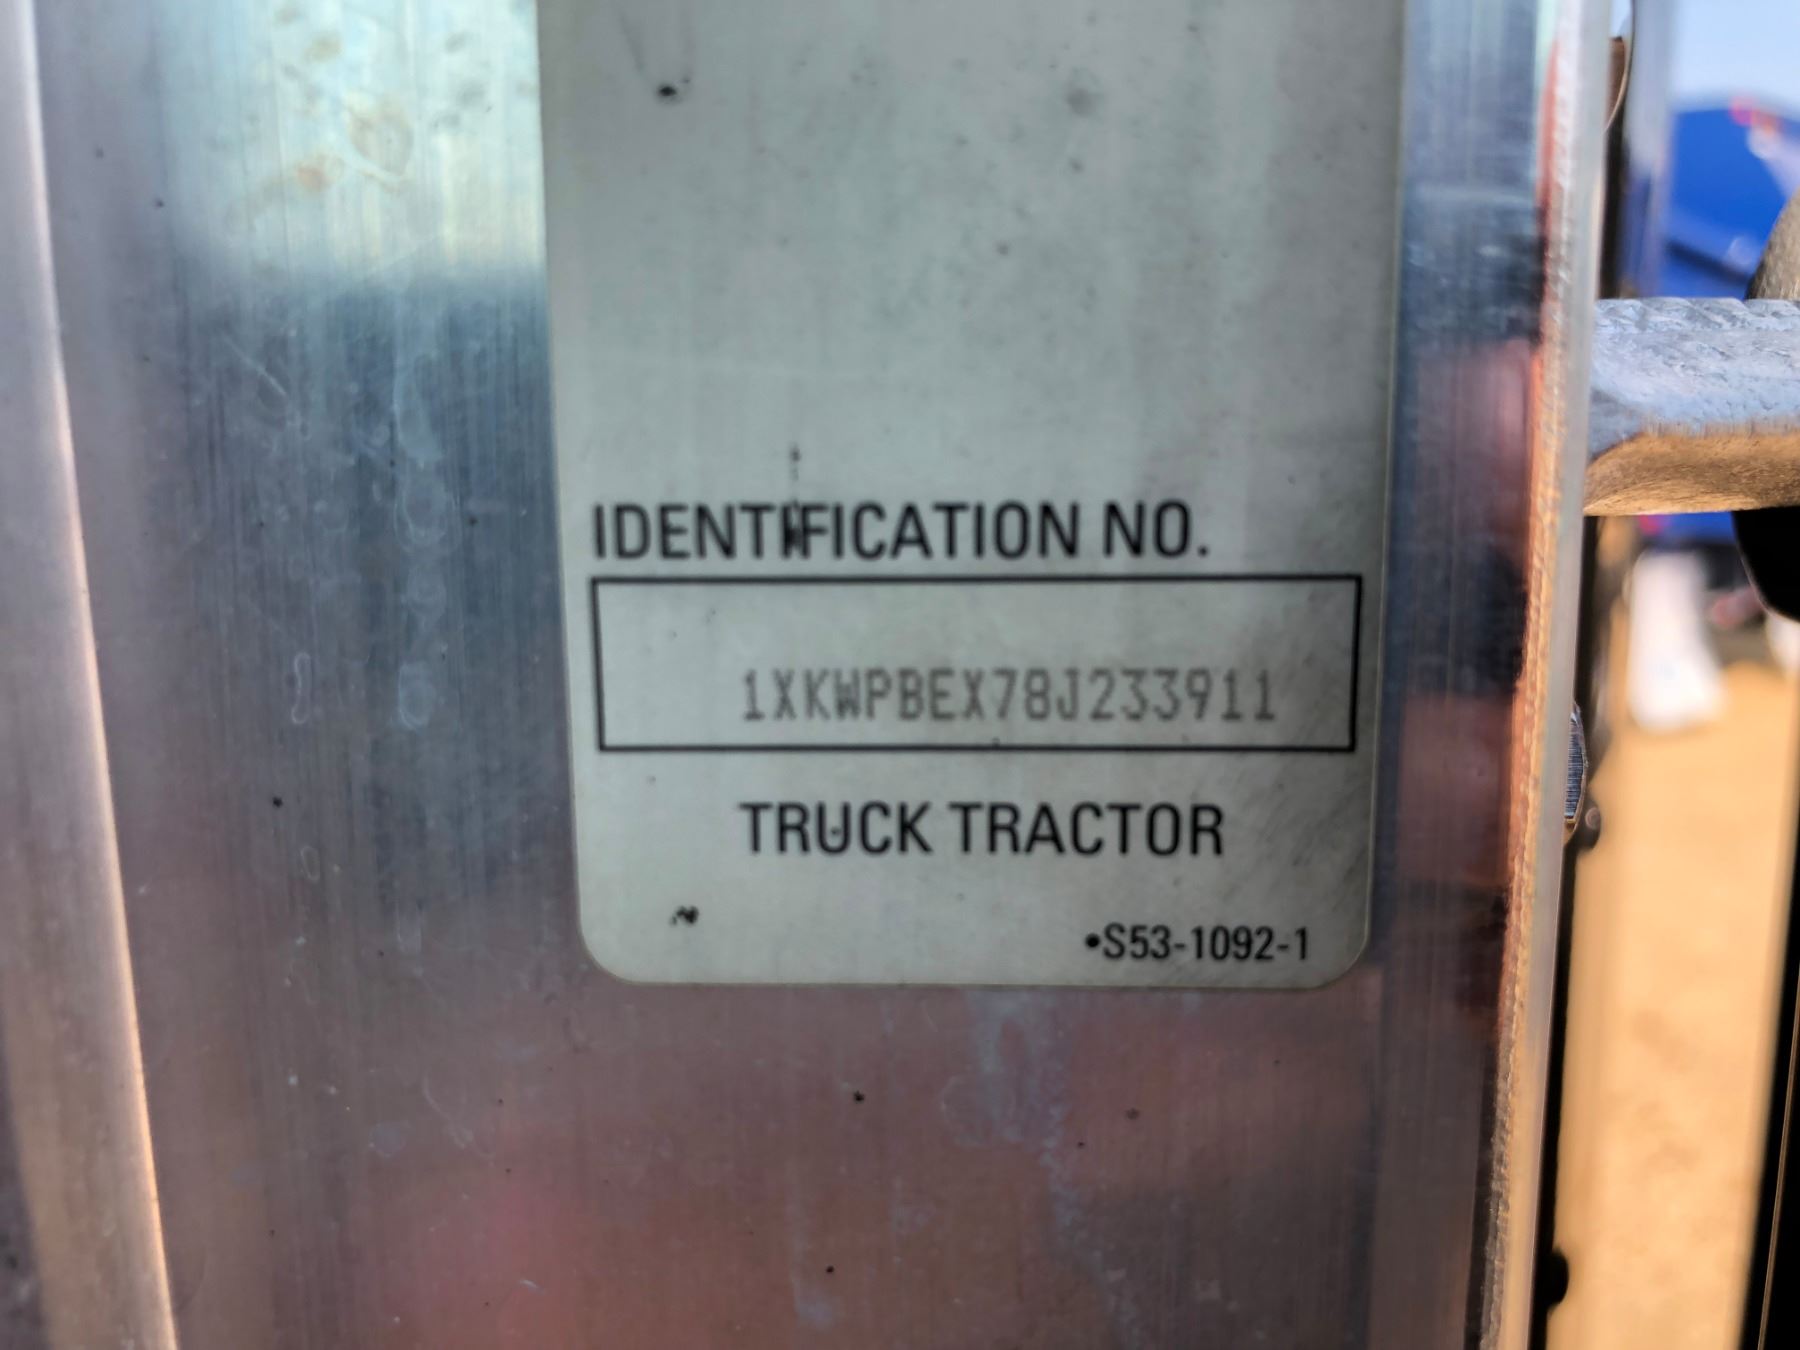 IDENTIFICATION NO.
1XKWPBEX78J233911
TRUCK TRACTOR
•S53-1092-1